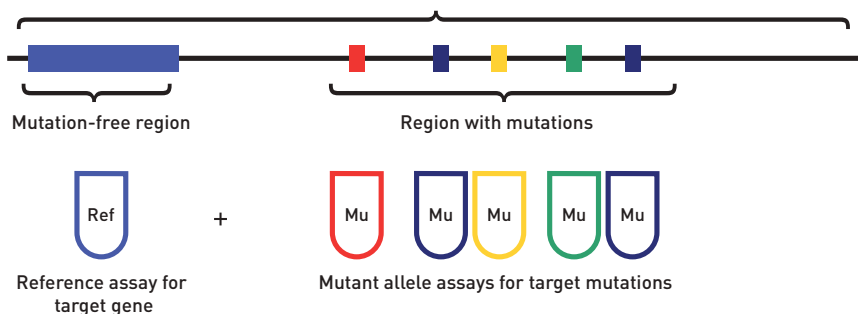 Mutation-free region
Region with mutations
Ref
+
Mu
Mu
Mu
Mu
Mu
Reference assay for
target gene
Mutant allele assays for target mutations